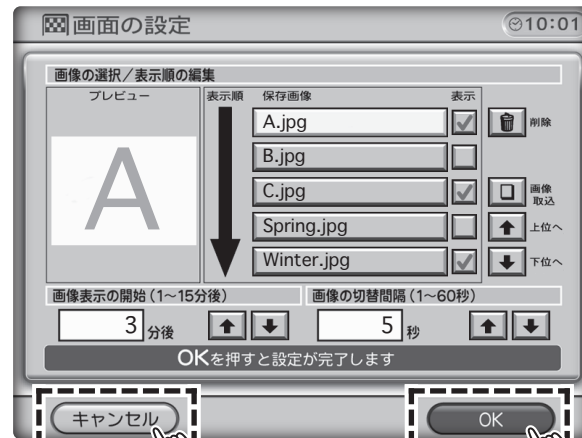 画面の設定
10:01
画像の選択／表示順の編集
プレビュー
表示順 保存画像 表示
A
A.jpg
削除
B.jpg
C.jpg
画像
取込
Spring.jpg
上位へ
Winter.jpg
下位へ
画像表示の開始（1～15分後） 画像の切替間隔（1～60秒）
3 分後 5 秒
OKを押すと設定が完了します
キャンセル OK